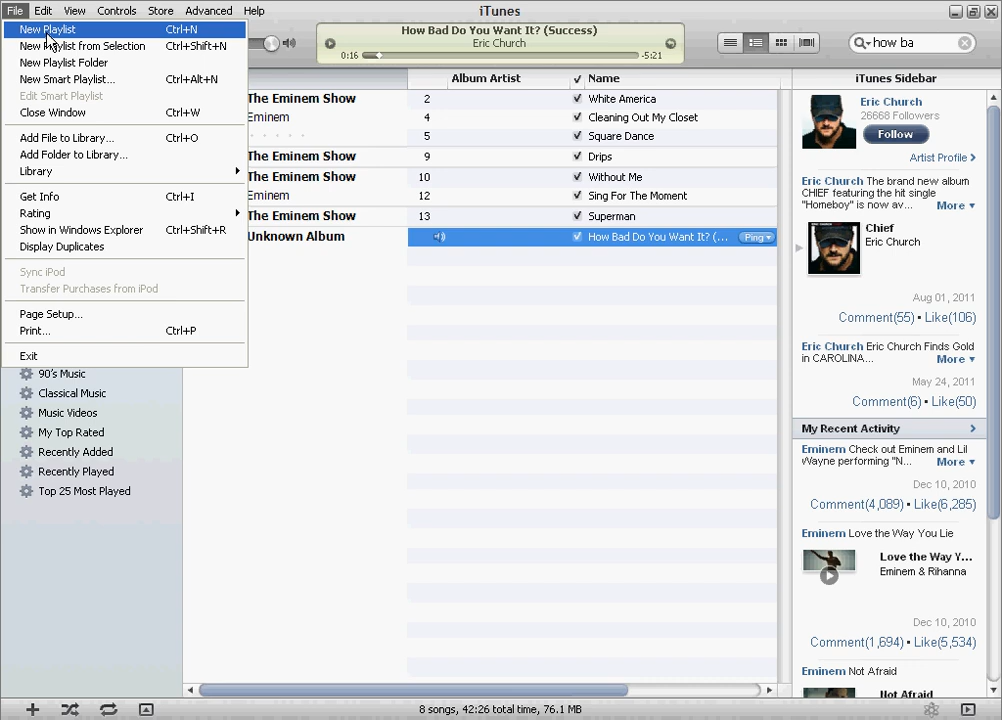 File Edit View Controls Store Advanced Help
iTunes
New Playlist Ctrl+N
New Playlist from Selection Ctrl+Shift+N
New Playlist Folder
New Smart Playlist... Ctrl+Alt+N
Edit Smart Playlist
Close Window Ctrl+W
Add File to Library... Ctrl+O
Add Folder to Library...
Library
Get Info Ctrl+I
Rating
Show in Windows Explorer Ctrl+Shift+R
Display Duplicates
Sync iPod
Transfer Purchases from iPod
Page Setup...
Print... Ctrl+P
Exit
90's Music
Classical Music
Music Videos
My Top Rated
Recently Added
Recently Played
Top 25 Most Played
How Bad Do You Want It? (Success)
Eric Church
0:16 -5:21
how ba
Album Artist Name
The Eminem Show 2 White America
Eminem 4 Cleaning Out My Closet
5 Square Dance
The Eminem Show 9 Drips
The Eminem Show 10 Without Me
Eminem 12 Sing For The Moment
The Eminem Show 13 Superman
Unknown Album How Bad Do You Want It? (... Ping
iTunes Sidebar
Eric Church
26668 Followers
Follow
Artist Profile
Eric Church The brand new album
CHIEF featuring the hit single
"Homeboy" is now av... More
Chief
Eric Church
Aug 01, 2011
Comment(55) • Like(106)
Eric Church Eric Church Finds Gold
in CAROLINA... More
May 24, 2011
Comment(6) • Like(50)
My Recent Activity
Eminem Check out Eminem and Lil
Wayne performing "N... More
Dec 10, 2010
Comment(4,089) • Like(6,285)
Eminem Love the Way You Lie
Love the Way Y...
Eminem & Rihanna
Dec 10, 2010
Comment(1,694) • Like(5,534)
Eminem Not Afraid
Not Afraid
8 songs, 42:26 total time, 76.1 MB